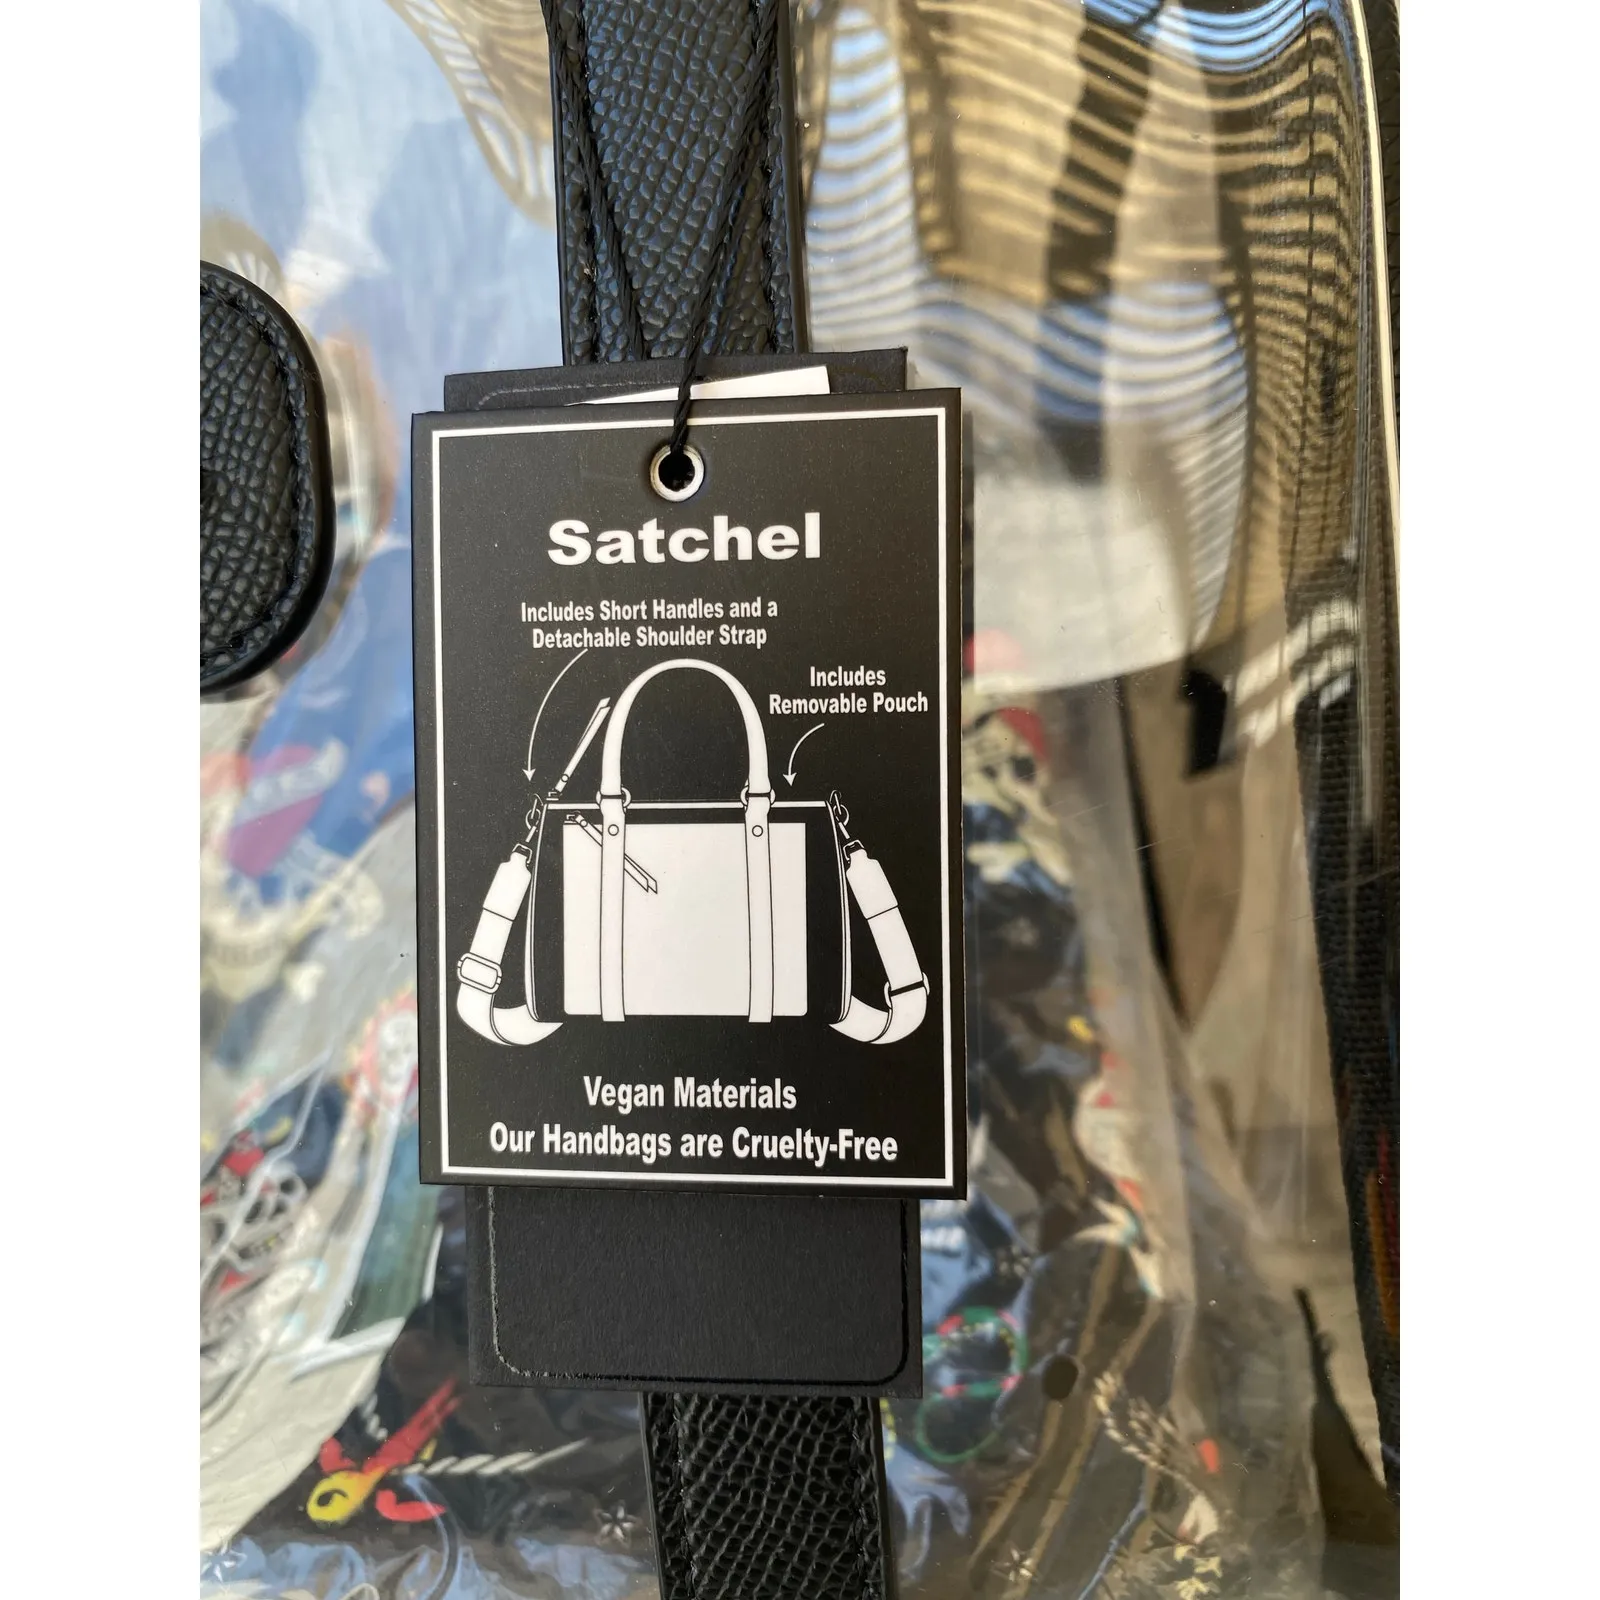 Satchel
Includes Short Handles and a
Detachable Shoulder Strap
Includes
Removable Pouch
Vegan Materials
Our Handbags are Cruelty-Free